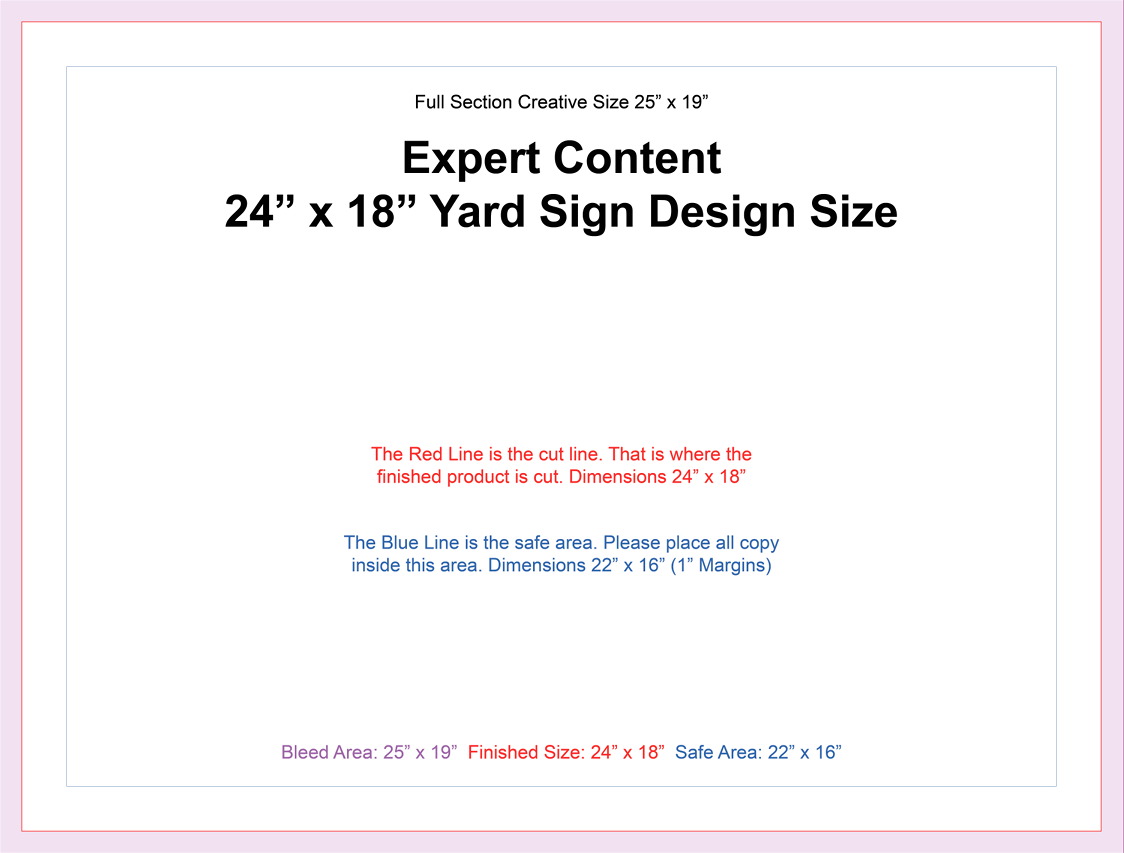 Full Section Creative Size 25” x 19”
Expert Content
24” x 18” Yard Sign Design Size
The Red Line is the cut line. That is where the
finished product is cut. Dimensions 24” x 18”
The Blue Line is the safe area. Please place all copy
inside this area. Dimensions 22” x 16” (1” Margins)
Bleed Area: 25” x 19” Finished Size: 24” x 18” Safe Area: 22” x 16”